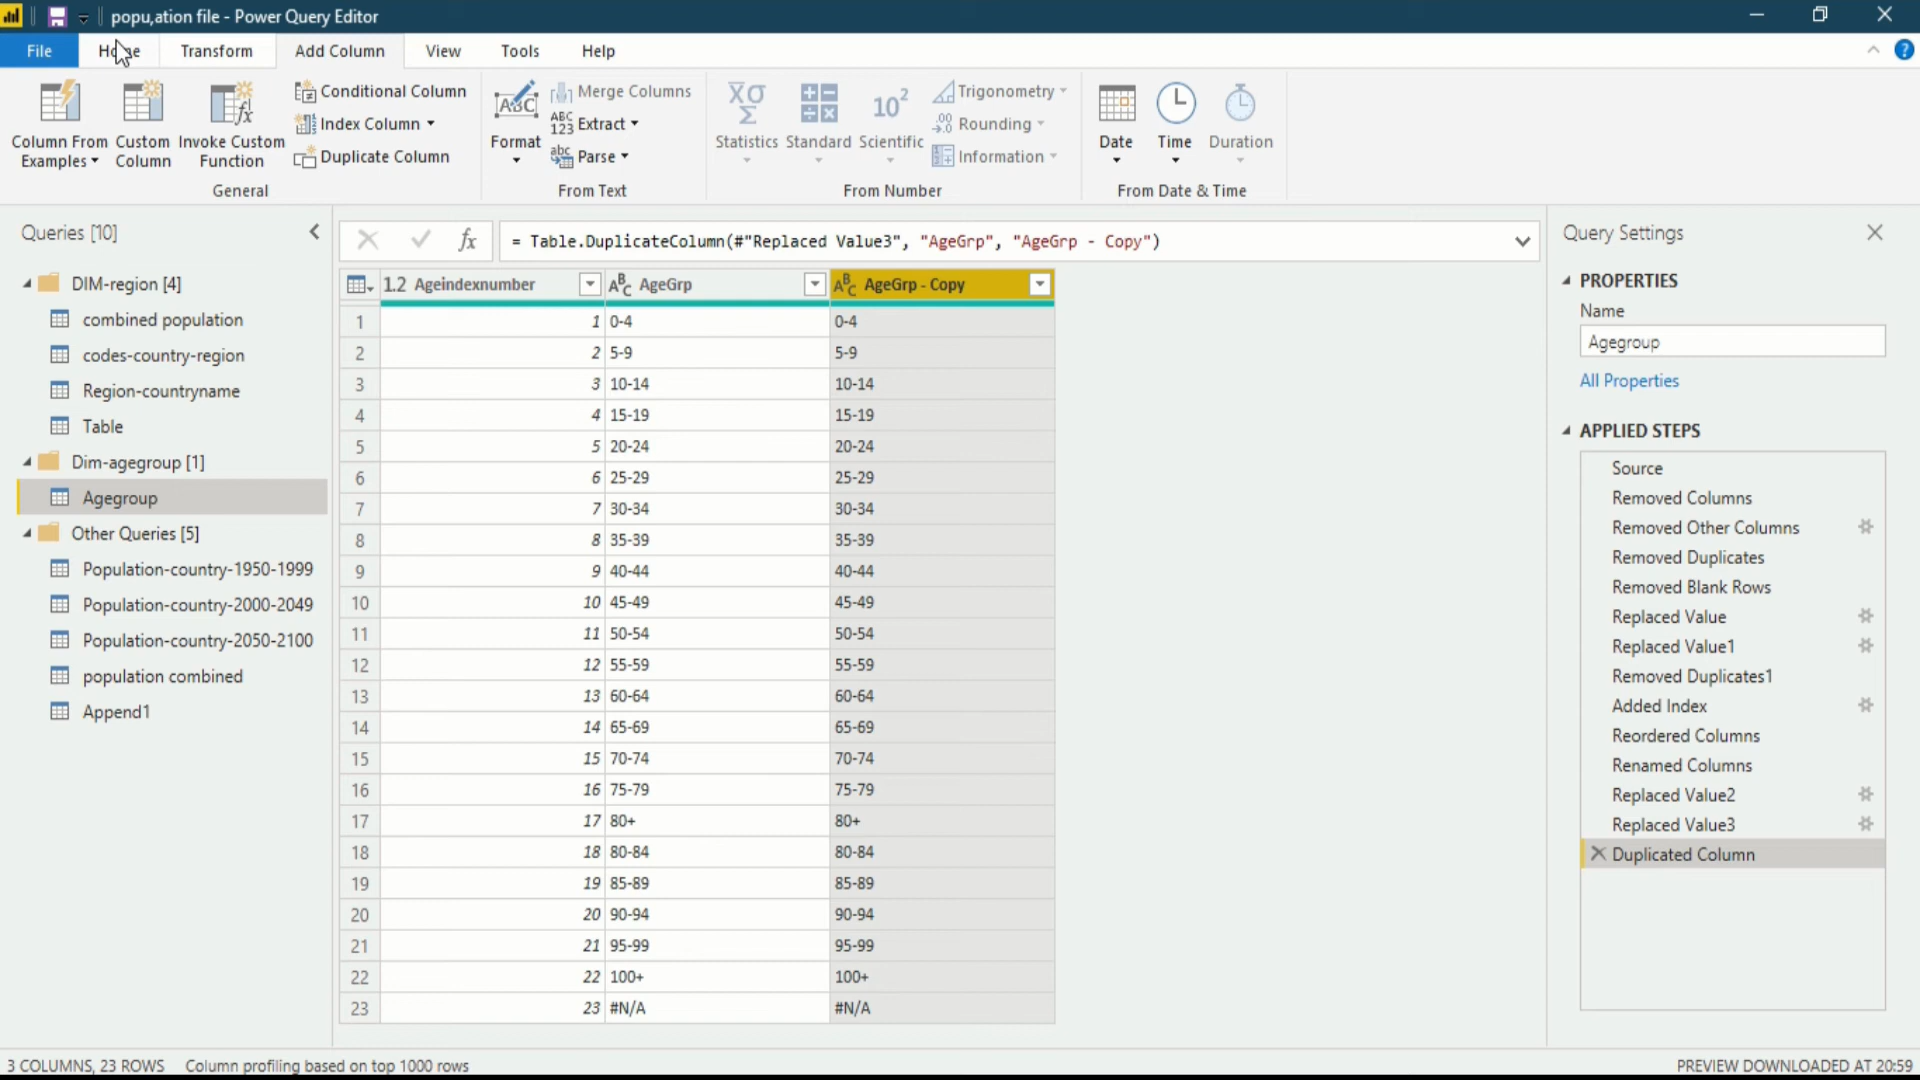 popu,ation file - Power Query Editor
File Home Transform Add Column View Tools Help
Column From Examples
Custom Column
Invoke Custom Function
Conditional Column
Index Column
Duplicate Column
General
Format
Merge Columns
Extract
Parse
From Text
Statistics
Standard
Scientific
Trigonometry
Rounding
Information
From Number
Date
Time
Duration
From Date & Time
Queries [10]
DIM-region [4]
combined population
codes-country-region
Region-countryname
Table
Dim-agegroup [1]
Agegroup
Other Queries [5]
Population-country-1950-1999
Population-country-2000-2049
Population-country-2050-2100
population combined
Append1
fx = Table.DuplicateColumn(#"Replaced Value3", "AgeGrp", "AgeGrp - Copy")
1.2 Ageindexnumber ABC AgeGrp ABC AgeGrp - Copy
1 1 0-4 0-4
2 2 5-9 5-9
3 3 10-14 10-14
4 4 15-19 15-19
5 5 20-24 20-24
6 6 25-29 25-29
7 7 30-34 30-34
8 8 35-39 35-39
9 9 40-44 40-44
10 10 45-49 45-49
11 11 50-54 50-54
12 12 55-59 55-59
13 13 60-64 60-64
14 14 65-69 65-69
15 15 70-74 70-74
16 16 75-79 75-79
17 17 80+ 80+
18 18 80-84 80-84
19 19 85-89 85-89
20 20 90-94 90-94
21 21 95-99 95-99
22 22 100+ 100+
23 23 #N/A #N/A
Query Settings
PROPERTIES
Name
Agegroup
All Properties
APPLIED STEPS
Source
Removed Columns
Removed Other Columns
Removed Duplicates
Removed Blank Rows
Replaced Value
Replaced Value1
Removed Duplicates1
Added Index
Reordered Columns
Renamed Columns
Replaced Value2
Replaced Value3
Duplicated Column
3 COLUMNS, 23 ROWS Column profiling based on top 1000 rows
PREVIEW DOWNLOADED AT 20:59